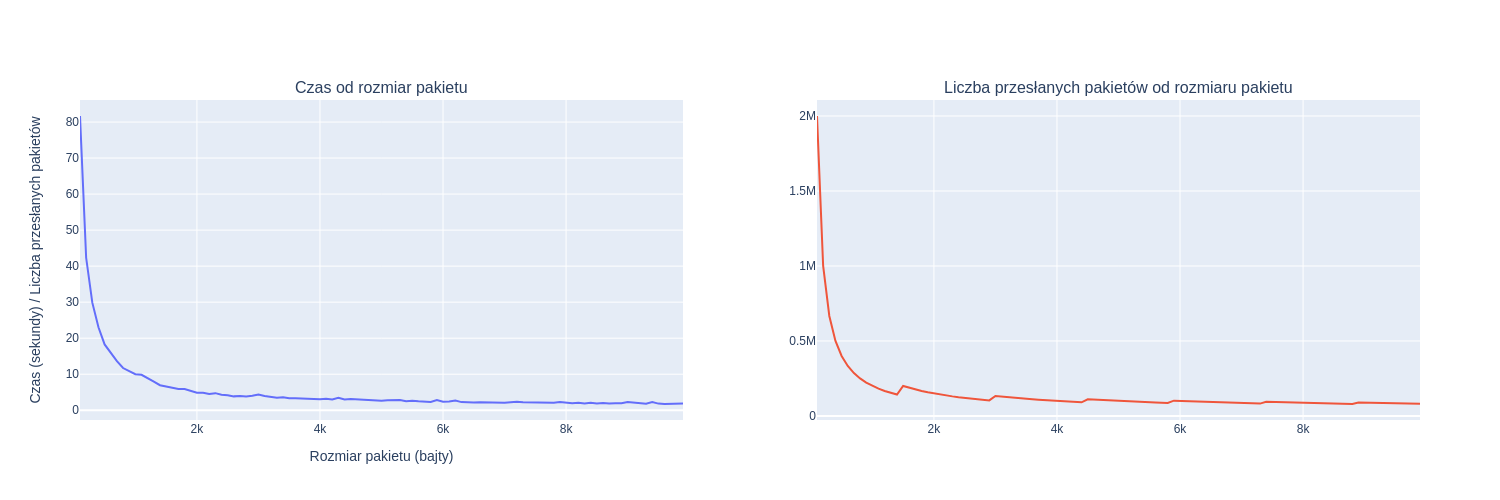 Czas od rozmiar pakietu
Liczba przesłanych pakietów od rozmiaru pakietu
Czas (sekundy) / Liczba przesłanych pakietów
80
70
60
50
40
30
20
10
0
2k
4k
6k
8k
Rozmiar pakietu (bajty)
2M
1.5M
1M
0.5M
0
2k
4k
6k
8k